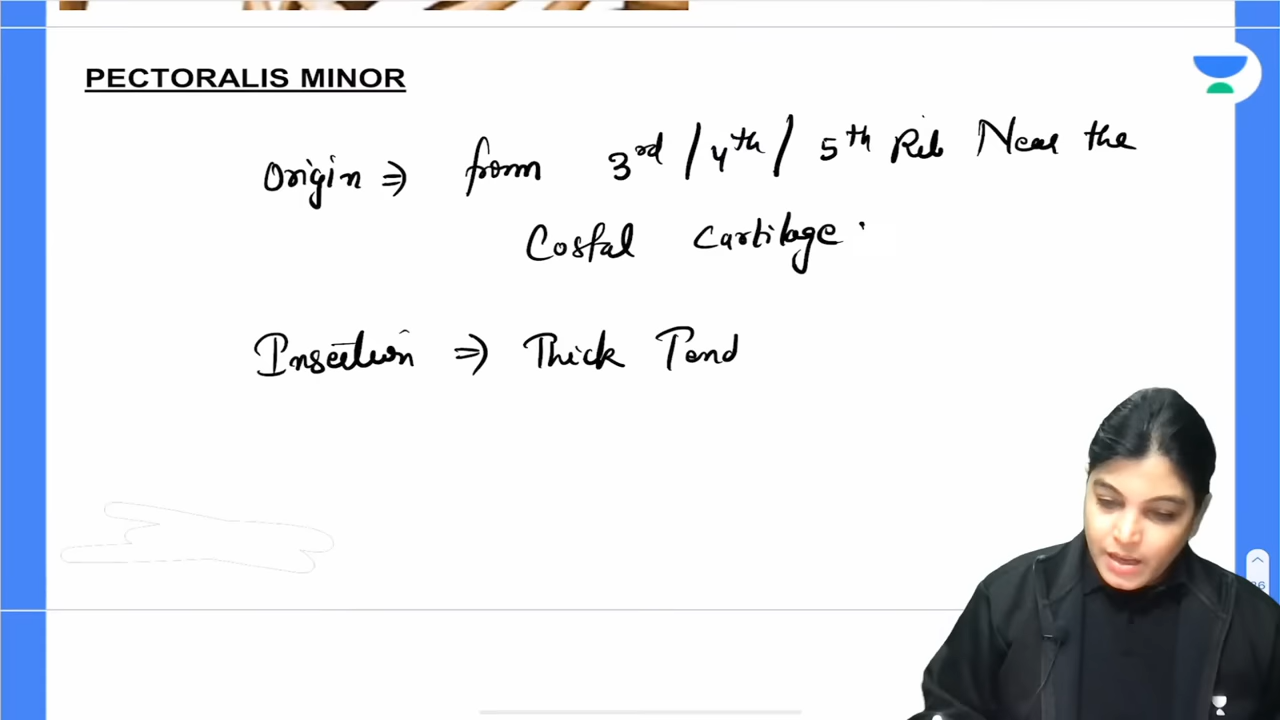 PECTORALIS MINOR
Origin ⇒ from 3rd / 4th / 5th Rib Near the
Costal Cartilage.
Insertion ⇒ Thick Tend